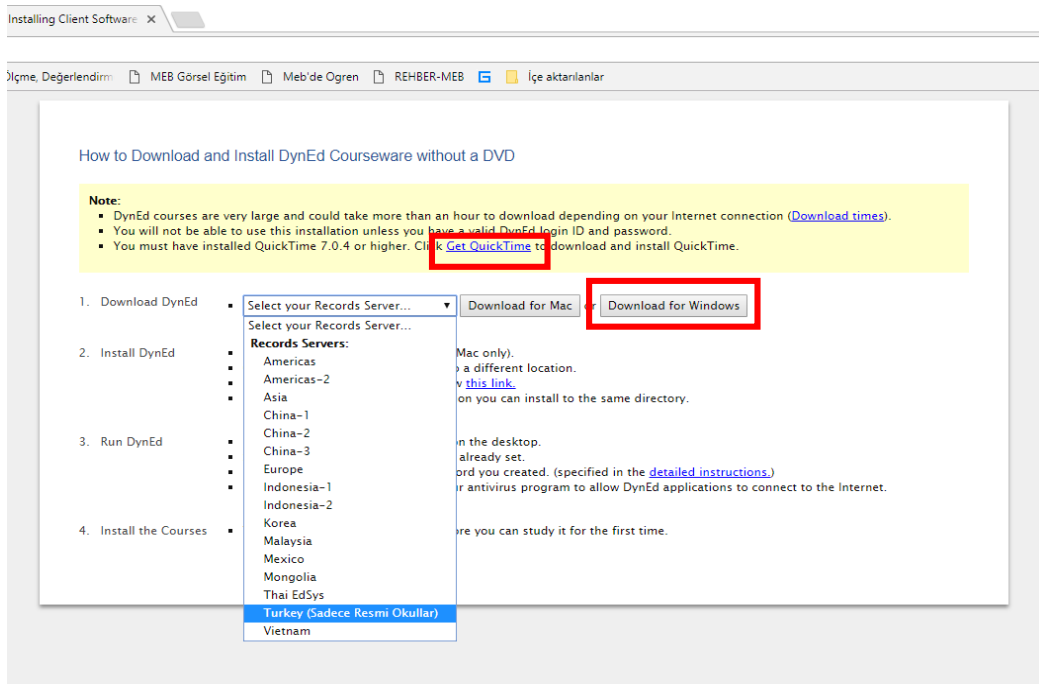 Installing Client Software ×
Ölçme, Değerlendirm MEB Görsel Eğitim Meb'de Ogren REHBER-MEB İçe aktarılanlar
How to Download and Install DynEd Courseware without a DVD
Note:
DynEd courses are very large and could take more than an hour to download depending on your Internet connection (Download times).
You will not be able to use this installation unless you have a valid DynEd login ID and password.
You must have installed QuickTime 7.0.4 or higher. Click Get QuickTime to download and install QuickTime.
1. Download DynEd Select your Records Server... Download for Mac or Download for Windows
Select your Records Server...
Records Servers:
2. Install DynEd Mac only).
Americas a different location.
Americas-2 this link.
Asia on you can install to the same directory.
China-1
China-2
3. Run DynEd n the desktop.
China-3 already set.
Europe ord you created. (specified in the detailed instructions.)
Indonesia-1 r antivirus program to allow DynEd applications to connect to the Internet.
Indonesia-2
Korea
4. Install the Courses re you can study it for the first time.
Malaysia
Mexico
Mongolia
Thai EdSys
Turkey (Sadece Resmi Okullar)
Vietnam